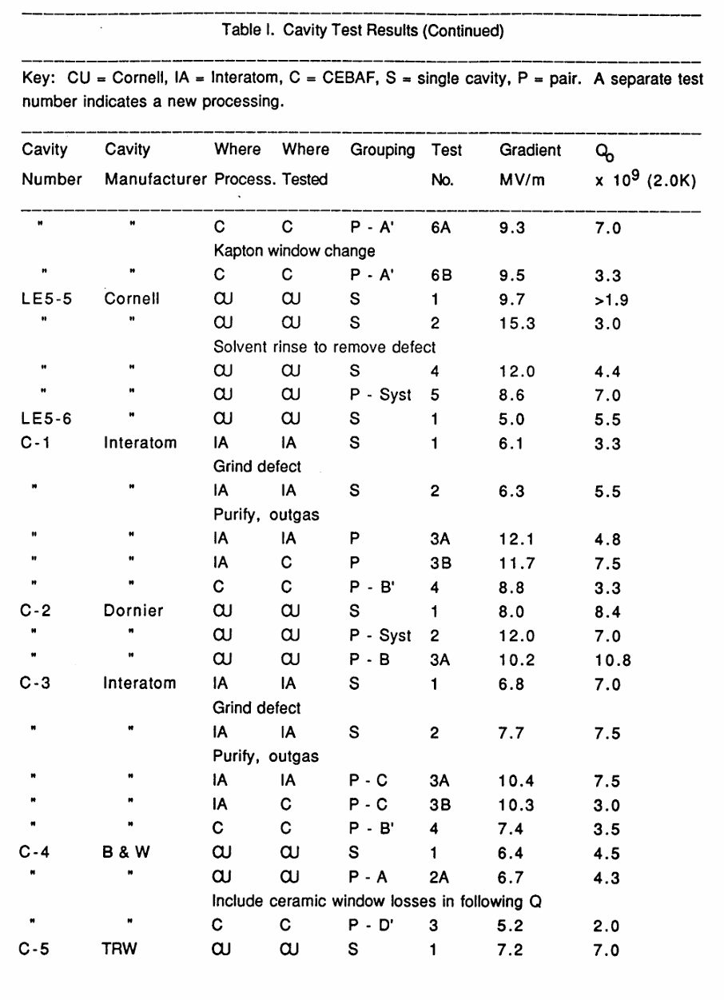 Table I. Cavity Test Results (Continued)
Key: CU = Cornell, IA = Interatom, C = CEBAF, S = single cavity, P = pair. A separate test
number indicates a new processing.
Cavity Cavity Where Where Grouping Test Gradient Q0
Number Manufacturer Process. Tested No. MV/m x 10^9 (2.0K)
" " C C P - A' 6A 9.3 7.0
Kapton window change
" " C C P - A' 6B 9.5 3.3
LE5-5 Cornell CU CU S 1 9.7 >1.9
" " CU CU S 2 15.3 3.0
Solvent rinse to remove defect
" " CU CU S 4 12.0 4.4
" " CU CU P - Syst 5 8.6 7.0
LE5-6 " CU CU S 1 5.0 5.5
C-1 Interatom IA IA S 1 6.1 3.3
Grind defect
" " IA IA S 2 6.3 5.5
Purify, outgas
" " IA IA P 3A 12.1 4.8
" " IA C P 3B 11.7 7.5
" " C C P - B' 4 8.8 3.3
C-2 Dornier CU CU S 1 8.0 8.4
" " CU CU P - Syst 2 12.0 7.0
" " CU CU P - B 3A 10.2 10.8
C-3 Interatom IA IA S 1 6.8 7.0
Grind defect
" " IA IA S 2 7.7 7.5
Purify, outgas
" " IA IA P - C 3A 10.4 7.5
" " IA C P - C 3B 10.3 3.0
" " C C P - B' 4 7.4 3.5
C-4 B & W CU CU S 1 6.4 4.5
" " CU CU P - A 2A 6.7 4.3
Include ceramic window losses in following Q
" " C C P - D' 3 5.2 2.0
C-5 TRW CU CU S 1 7.2 7.0